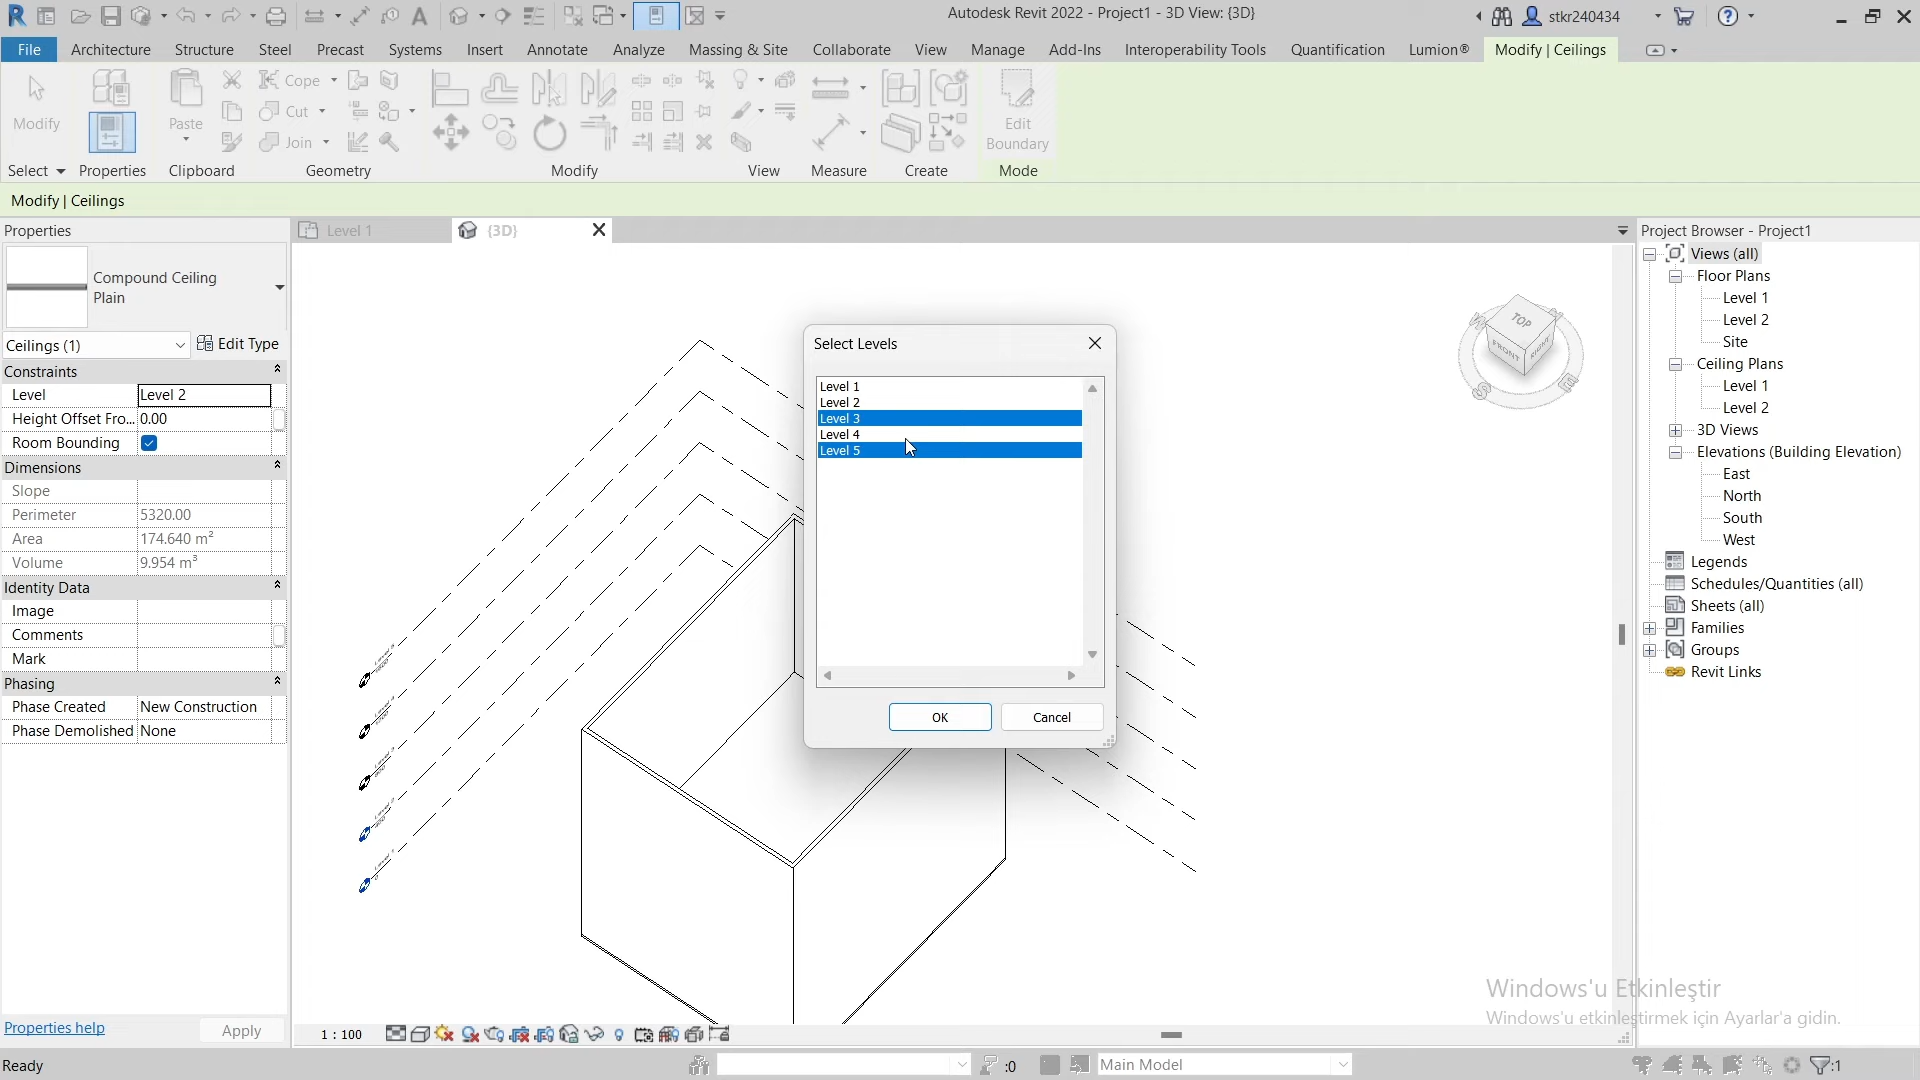 Autodesk Revit 2022 - Project1 - 3D View: {3D}
stkr240434
File Architecture Structure Steel Precast Systems Insert Annotate Analyze Massing & Site Collaborate View Manage Add-Ins Interoperability Tools Quantification Lumion® Modify | Ceilings
Modify
Paste
Cope
Cut
Join
Edit
Boundary
Select Properties Clipboard Geometry Modify View Measure Create Mode
Modify | Ceilings
Properties
Compound Ceiling
Plain
Ceilings (1) Edit Type
Constraints
Level Level 2
Height Offset Fro... 0.00
Room Bounding
Dimensions
Slope
Perimeter 5320.00
Area 174.640 m²
Volume 9.954 m³
Identity Data
Image
Comments
Mark
Phasing
Phase Created New Construction
Phase Demolished None
Properties help Apply
Level 1 {3D}
TOP
FRONT
RIGHT
W
S
E
Select Levels
Level 1
Level 2
Level 3
Level 4
Level 5
OK Cancel
Project Browser - Project1
Views (all)
Floor Plans
Level 1
Level 2
Site
Ceiling Plans
Level 1
Level 2
3D Views
Elevations (Building Elevation)
East
North
South
West
Legends
Schedules/Quantities (all)
Sheets (all)
Families
Groups
Revit Links
Windows'u Etkinleştir
Windows'u etkinleştirmek için Ayarlar'a gidin.
1 : 100
Ready
:0
Main Model
:1